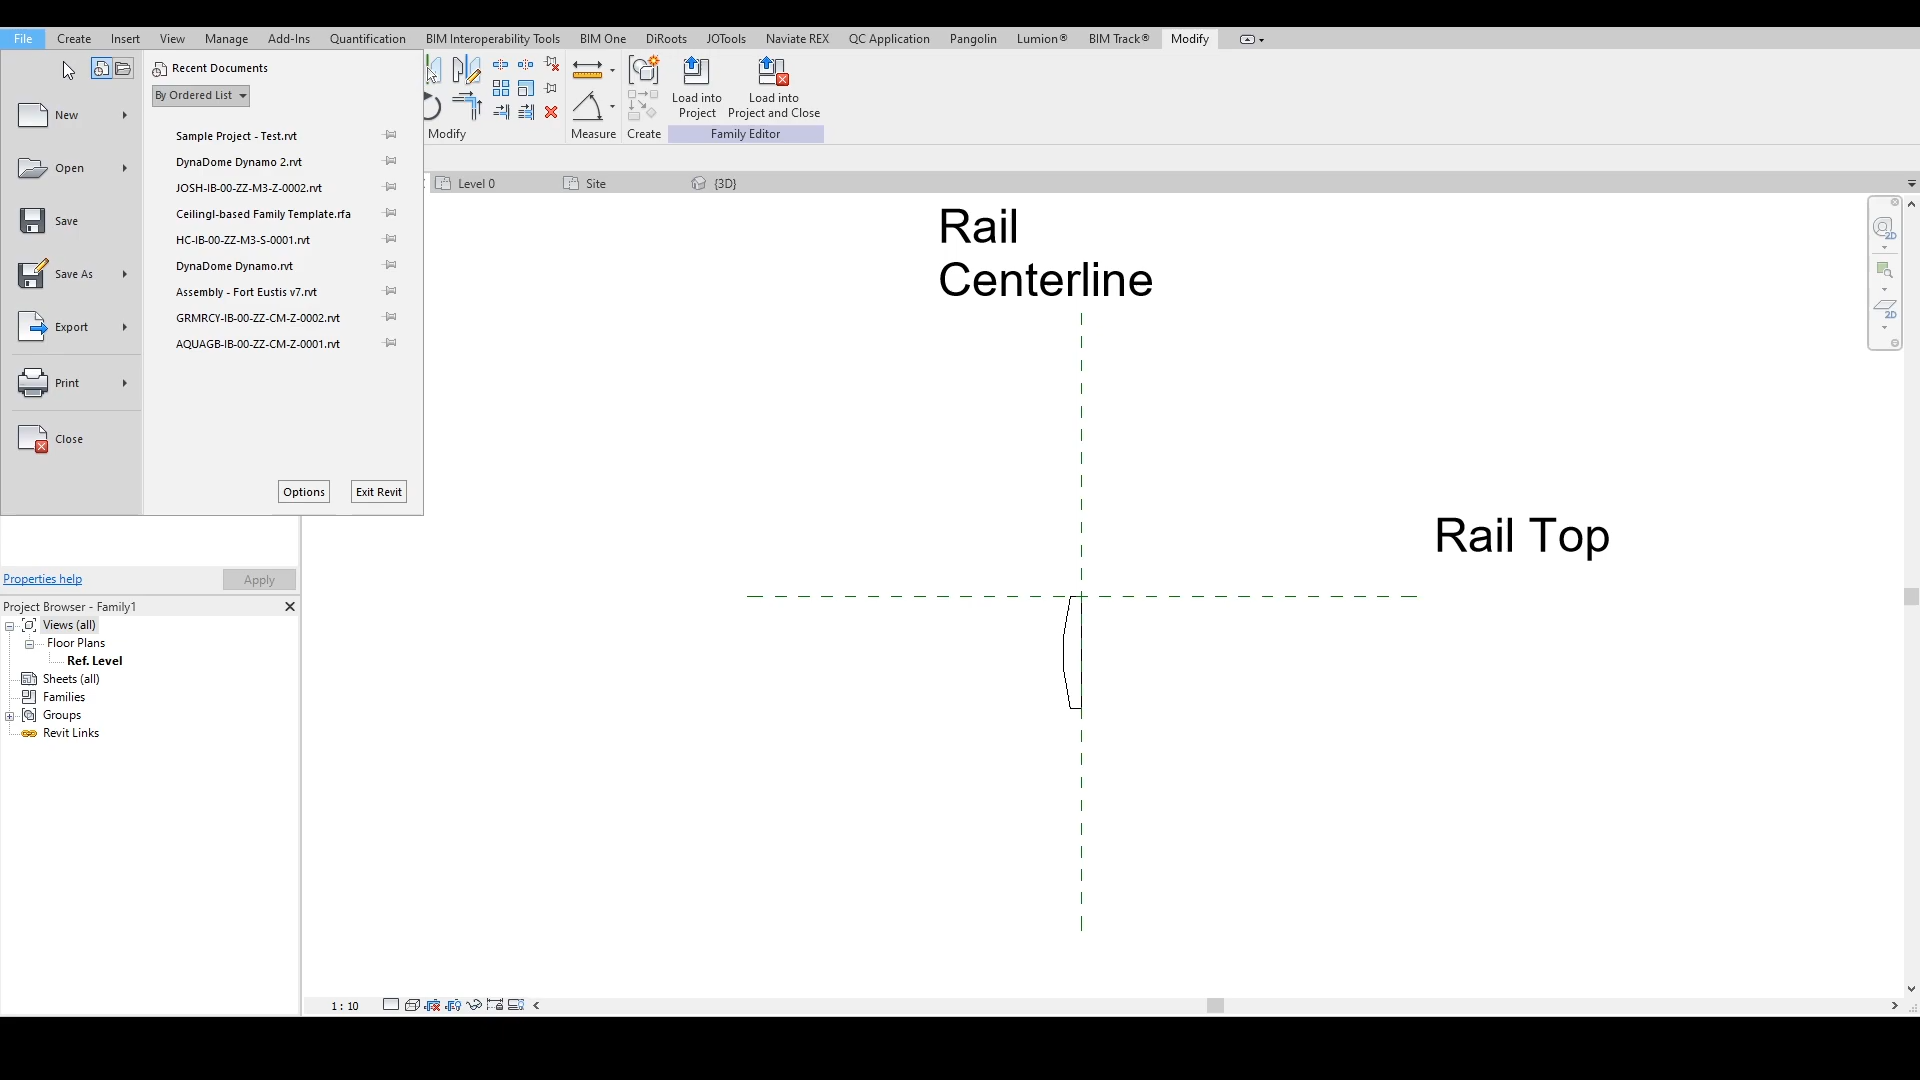 File Create Insert View Manage Add-Ins Quantification BIM Interoperability Tools BIM One DiRoots JOTools Naviate REX QC Application Pangolin Lumion® BIM Track® Modify
Recent Documents
By Ordered List
New
Open
Save
Save As
Export
Print
Close
Sample Project - Test.rvt
DynaDome Dynamo 2.rvt
JOSH-IB-00-ZZ-M3-Z-0002.rvt
Ceilingl-based Family Template.rfa
HC-IB-00-ZZ-M3-S-0001.rvt
DynaDome Dynamo.rvt
Assembly - Fort Eustis v7.rvt
GRMRCY-IB-00-ZZ-CM-Z-0002.rvt
AQUAGB-IB-00-ZZ-CM-Z-0001.rvt
Options Exit Revit
Load into
Project
Load into
Project and Close
Modify Measure Create Family Editor
Level 0 Site {3D}
2D
2D
Rail
Centerline
Rail Top
Properties help Apply
Project Browser - Family1
Views (all)
Floor Plans
Ref. Level
Sheets (all)
Families
Groups
Revit Links
1 : 10